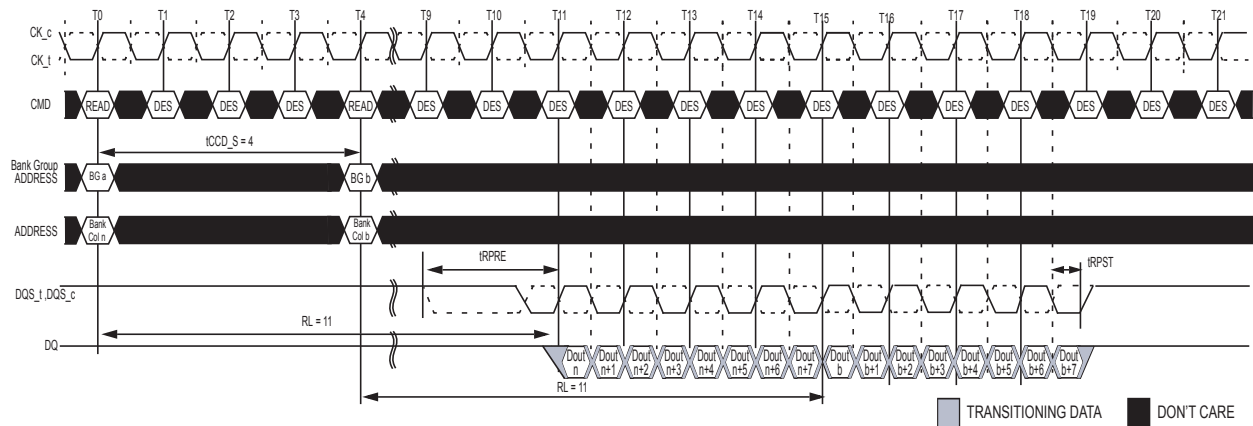 T0 T1 T2 T3 T4 T9 T10 T11 T12 T13 T14 T15 T16 T17 T18 T19 T20 T21
CK_c
CK_t
CMD READ DES DES DES READ DES DES DES DES DES DES DES DES DES DES DES DES DES
tCCD_S = 4
Bank Group
ADDRESS BG a BG b
ADDRESS
Bank
Col n
Bank
Col b
tRPRE
tRPST
DQS_t ,DQS_c
RL = 11
DQ
Dout
n
Dout
n+1
Dout
n+2
Dout
n+3
Dout
n+4
Dout
n+5
Dout
n+6
Dout
n+7
Dout
b
Dout
b+1
Dout
b+2
Dout
b+3
Dout
b+4
Dout
b+5
Dout
b+6
Dout
b+7
RL = 11
TRANSITIONING DATA
DON'T CARE